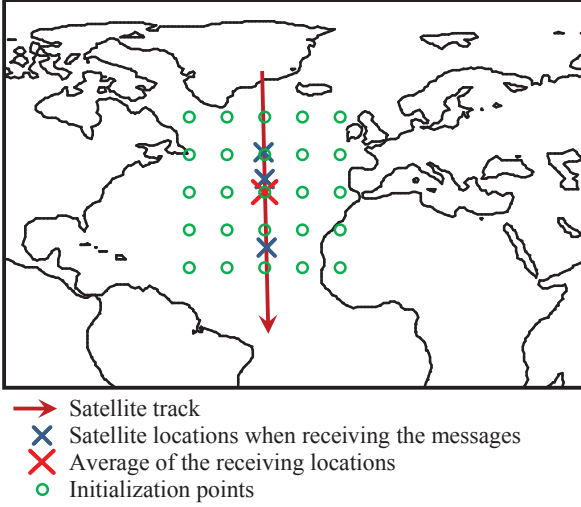 Satellite track
Satellite locations when receiving the messages
Average of the receiving locations
Initialization points